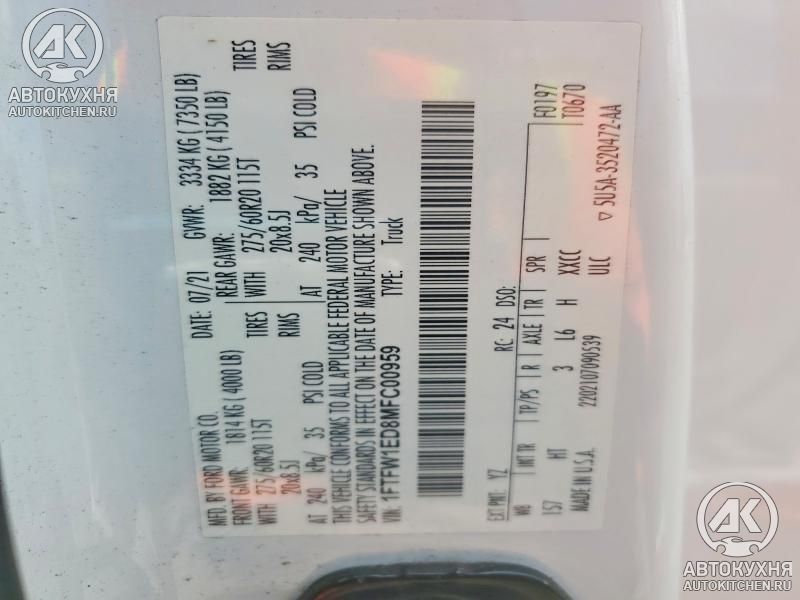 MFD. BY FORD MOTOR CO.
DATE: 07/21 GVWR: 3334 KG ( 7350 LB)
FRONT GAWR: 1814 KG ( 4000 LB)
REAR GAWR: 1882 KG ( 4150 LB)
WITH 275/60R20 115T TIRES
WITH 275/60R20 115T TIRES
20x8.5J RIMS
20x8.5J RIMS
AT 240 kPa/ 35 PSI COLD
AT 240 kPa/ 35 PSI COLD
THIS VEHICLE CONFORMS TO ALL APPLICABLE FEDERAL MOTOR VEHICLE
SAFETY STANDARDS IN EFFECT ON THE DATE OF MANUFACTURE SHOWN ABOVE.
VIN: 1FTFW1ED8MFC00959 TYPE: Truck
F0197
T0670
EXT PNT: YZ RC: 24 DSO:
WB INT TR TP/PS R AXLE TR SPR
157 HT 3 L6 H XXCC
MADE IN U.S.A. 2202107090539 ULC
▽ 5U5A-3520472-AA
АК
АВТОКУХНЯ
AUTOKITCHEN.RU
АК
АВТОКУХНЯ
AUTOKITCHEN.RU